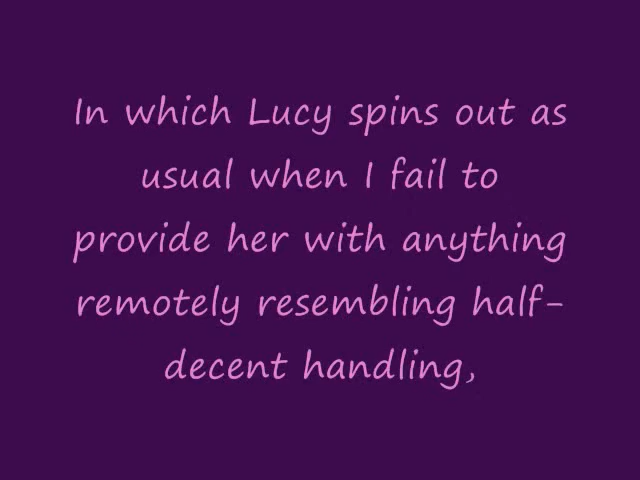 In which Lucy spins out as
usual when I fail to
provide her with anything
remotely resembling half-
decent handling,